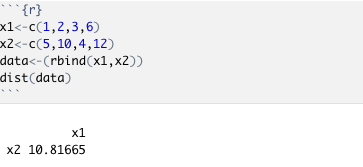 ```{r}
x1<-c(1,2,3,6)
x2<-c(5,10,4,12)
data<-(rbind(x1,x2))
dist(data)
```
x1
x2 10.81665